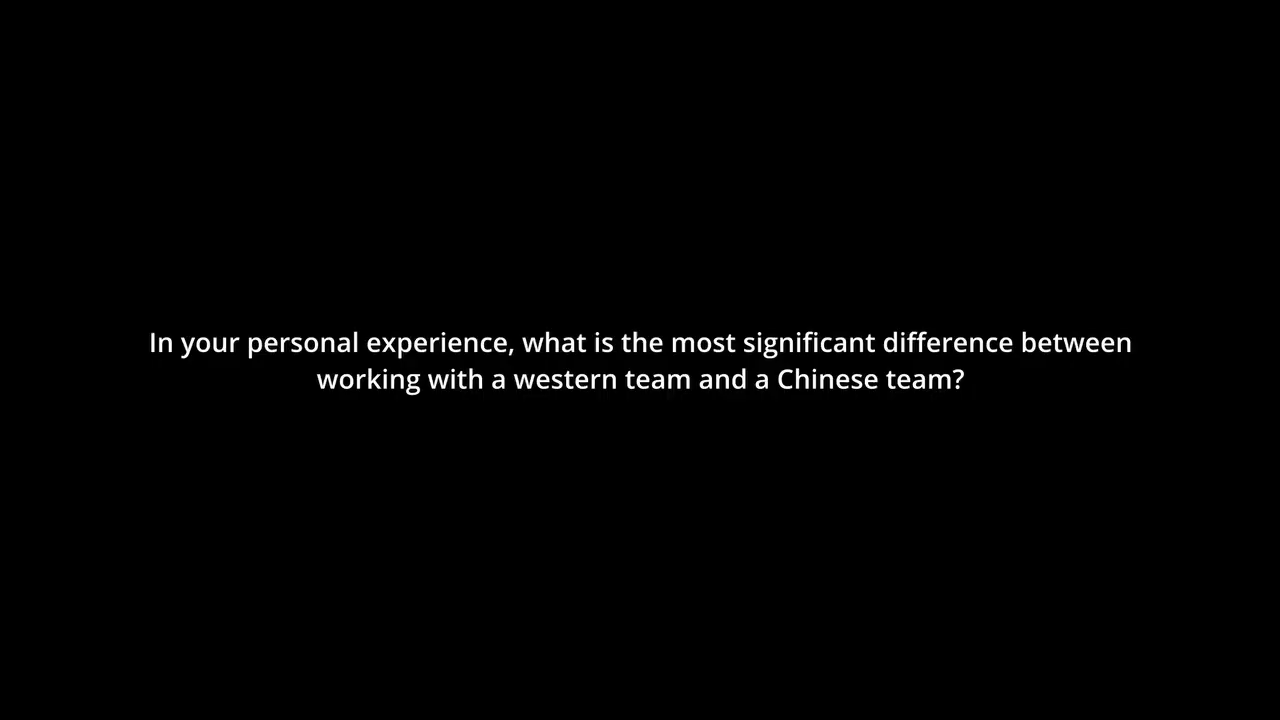 In your personal experience, what is the most significant difference between
working with a western team and a Chinese team?